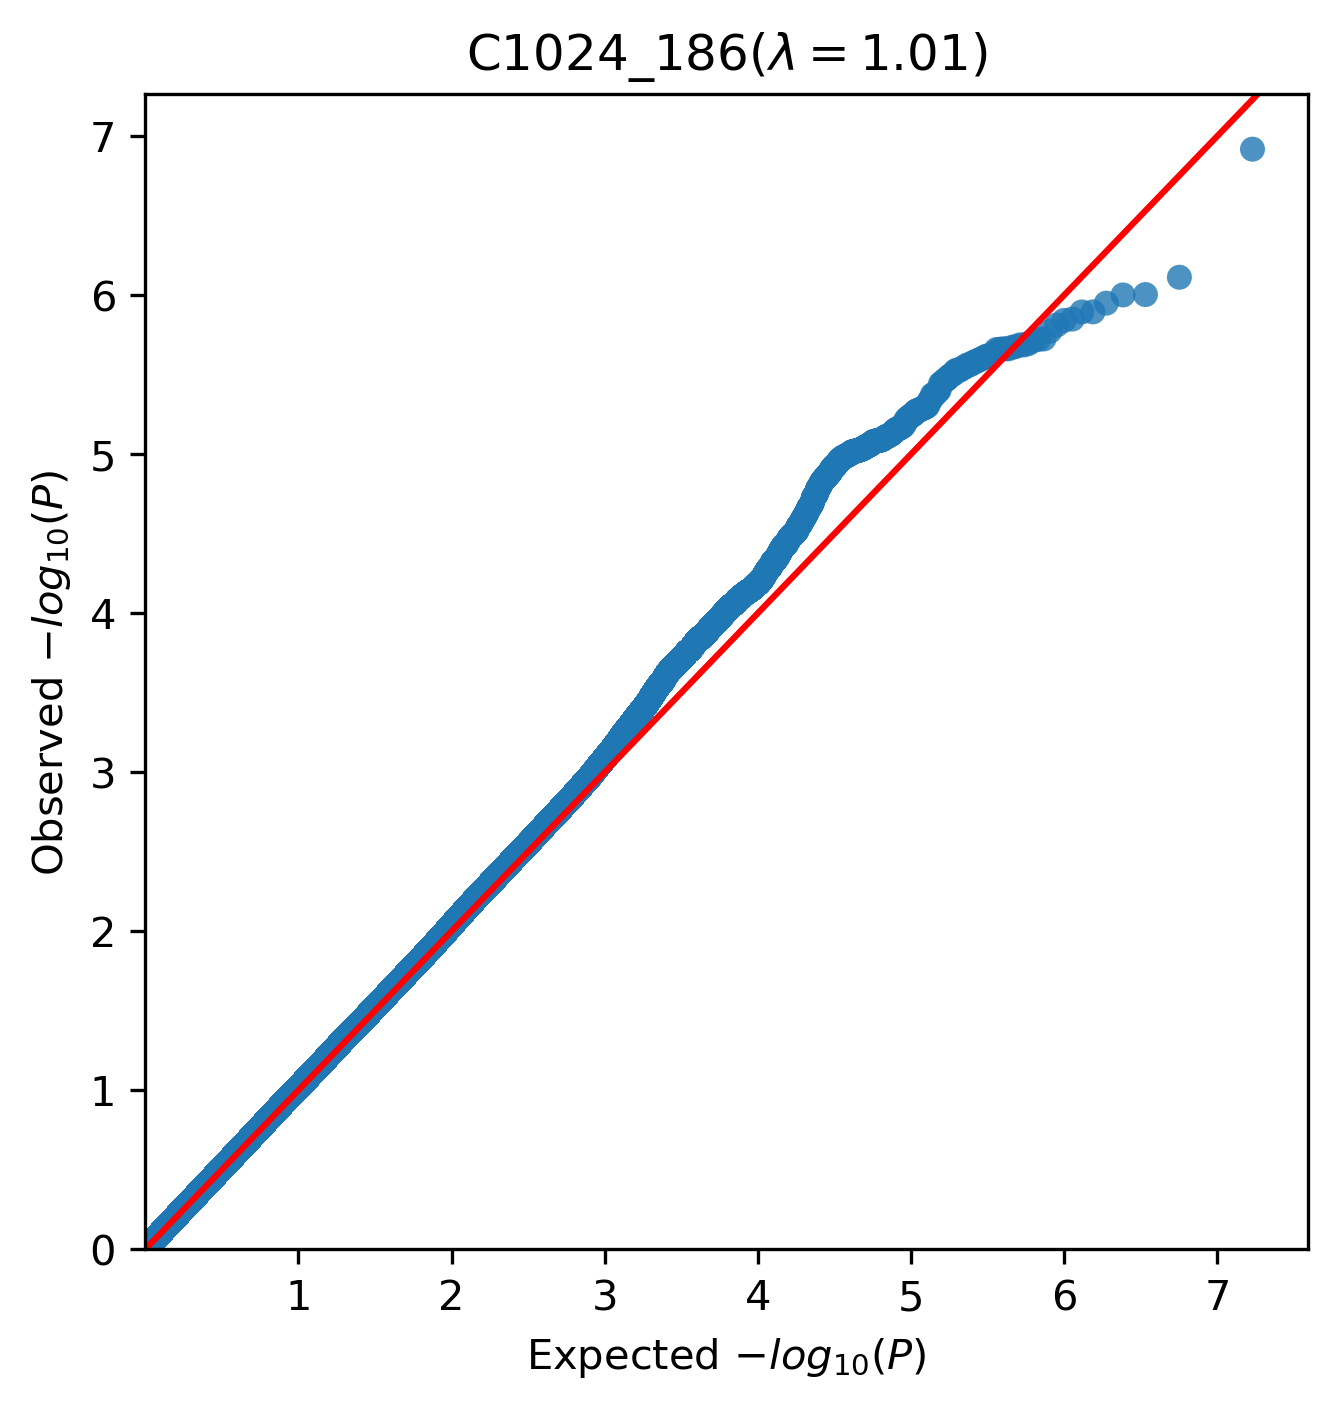 C1024_186(λ = 1.01)
7
6
5
4
3
2
1
0
Observed −log₁₀(P)
1 2 3 4 5 6 7
Expected −log₁₀(P)